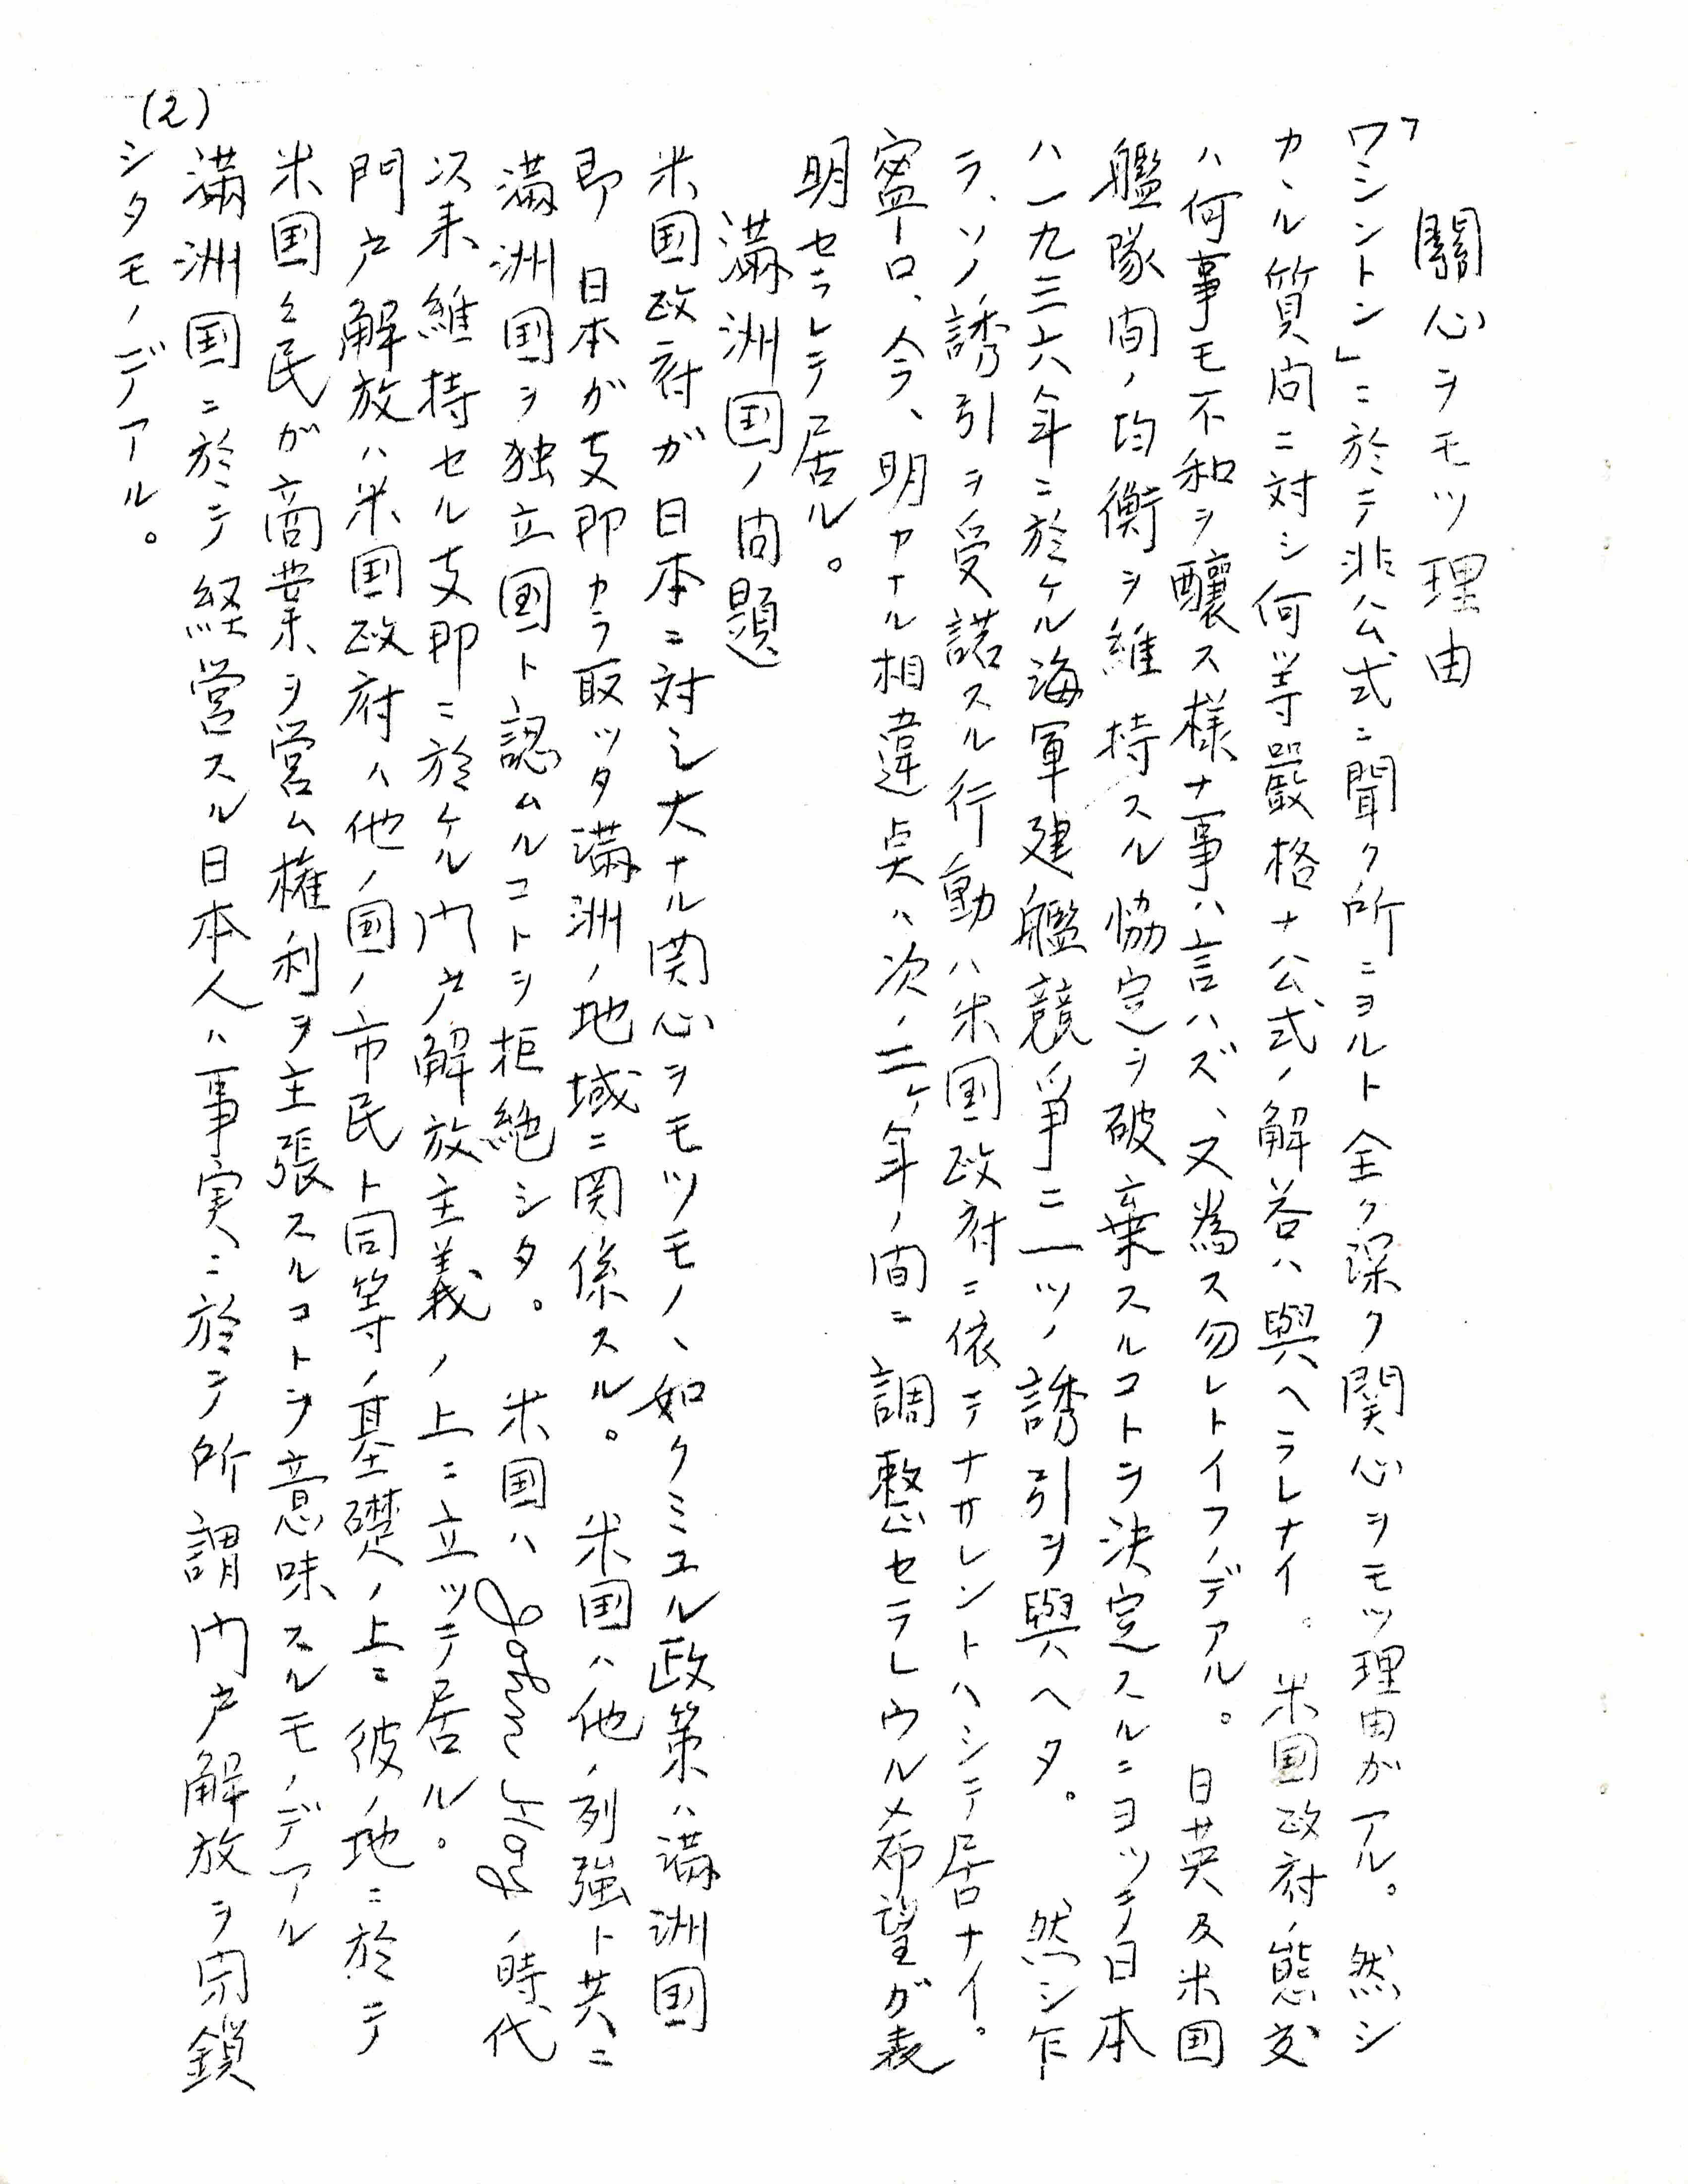 關心ヲモツ理由
「ワシントン」ニ於テ非公式ニ聞ク所ニヨルト全ク深ク関心ヲモツ理由ガアル。然シ
カヽル質问ニ対シ何等嚴格ナ公式ノ解答ハ與ヘラレナイ。米国政府ノ態度
ハ何事モ不和ヲ釀ス様ナ事ハ言ハズ、又為ス勿レトイフノデアル。日英及米国
艦隊间ノ均衡ヲ維持スル協定ヲ破棄スルコトヲ決定スルニヨッテ日本
ハ一九三六年ニ於ケル海軍建艦競爭ニ一ツノ誘引ヲ與ヘタ。然シ乍
ラ、ソノ誘引ヲ受諾スル行動ハ米国政府ニ依テナサレントハシテ居ナイ。
寧ロ、今、明カナル相違点ハ次ノ二ケ年ノ间ニ調整セラレウル希望ガ表
明セラレテ居ル。
満洲国ノ问題
米国政府ガ日本ニ対シ大ナル関心ヲモツモノヽ如クミエル政策ハ満洲国
即日本ガ支那カラ取ッタ満洲ノ地域ニ関係スル。米国ハ他ノ列強ト共ニ
満洲国ヲ独立国ト認ムルコトヲ拒絶シタ。米国ハ John Hay ノ時代
以来維持セル支那ニ於ケル门戸解放主義ノ上ニ立ッテ居ル。
門戸解放ハ米国政府ハ他ノ国ノ市民ト同等ノ基礎ノ上ニ彼ノ地ニ於テ
米国々民ガ商業ヲ営ム権利ヲ主張スルコトヲ意味スルモノデアル
満洲国ニ於テ経営スル日本人ハ事実ニ於テ所謂门戸解放ヲ閉鎖
シタモノデアル。
(2)